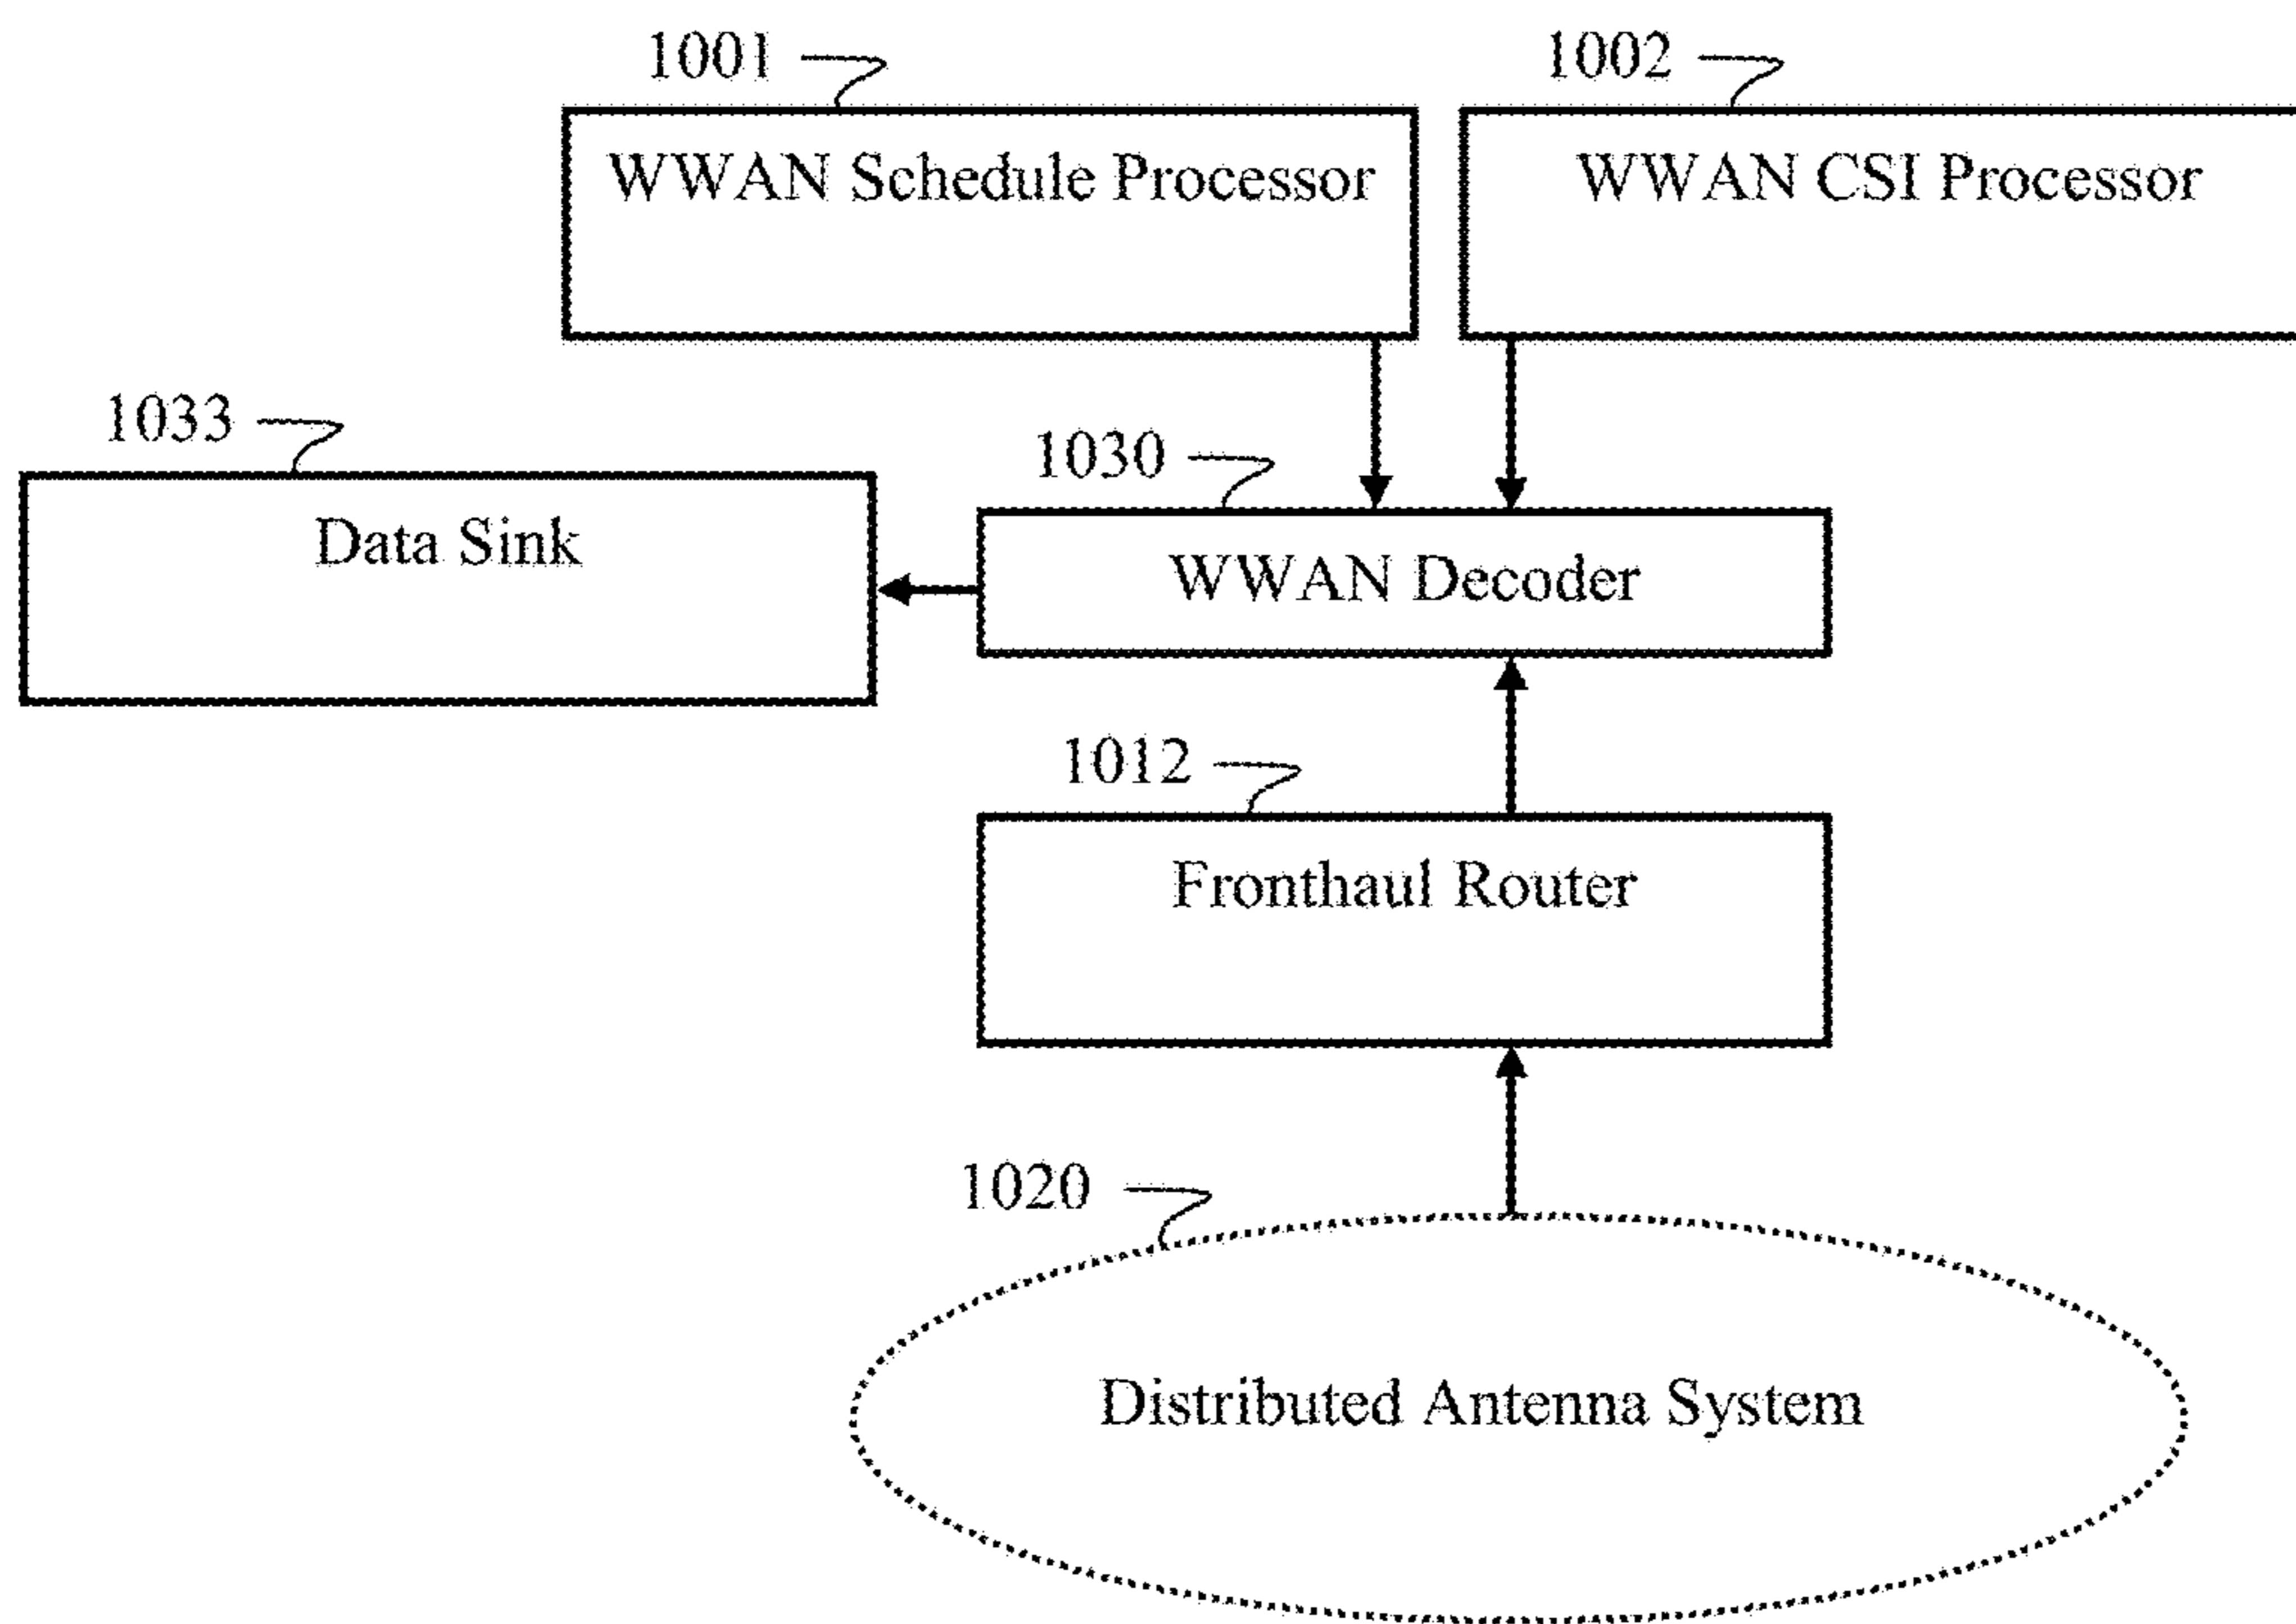 1001
1002
WWAN Schedule Processor
WWAN CSI Processor
1033
1030
Data Sink
WWAN Decoder
1012
Fronthaul Router
1020
Distributed Antenna System